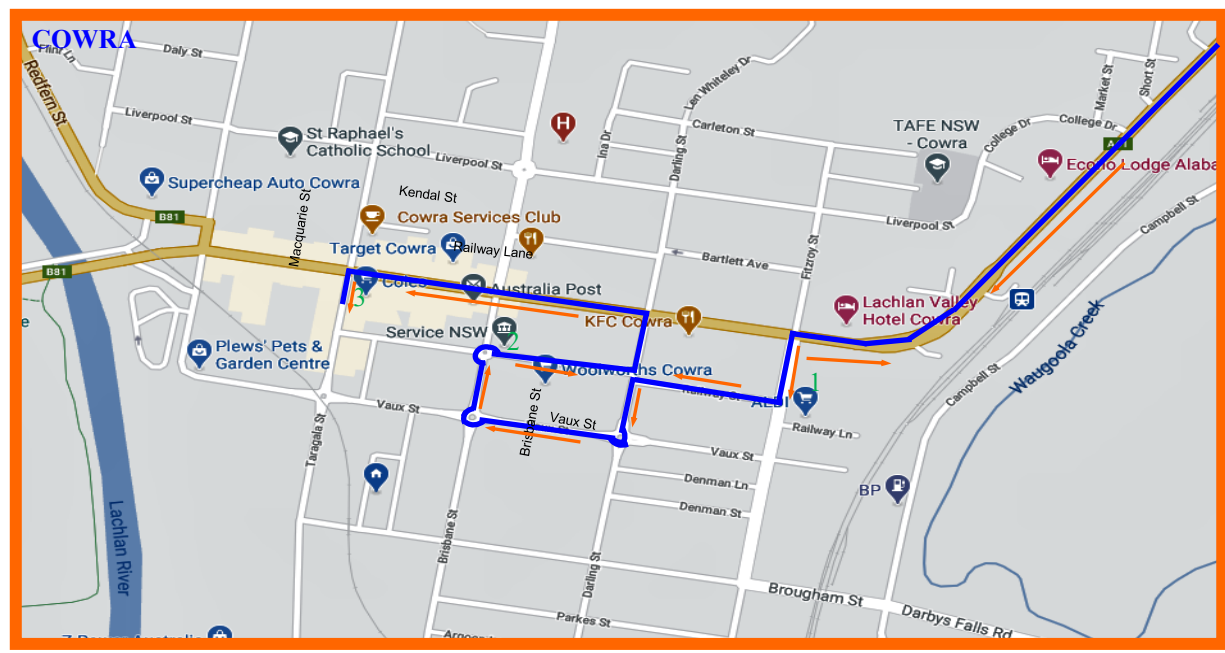 COWRA
Daly St
Flint Ln
Redfern St
Liverpool St
St Raphael's
Catholic School
Liverpool St
H
Ina Dr
Len Whiteley Dr
Carleton St
Darling St
TAFE NSW
- Cowra
Market St
Short St
College Dr
College Dr
Econo Lodge Alaba
Supercheap Auto Cowra
Macquarie St
Kendal St
Cowra Services Club
B81
Liverpool St
Campbell St
Target Cowra
Railway Lane
Bartlett Ave
Fitzroy St
B81
Coles
3
Australia Post
KFC Cowra
Lachlan Valley
Hotel Cowra
Waugoola Creek
e
Service NSW
2
Plews' Pets &
Garden Centre
Woolworths Cowra
Railway St
ALDI
1
Campbell St
Vaux St
Brisbane St
Vaux St
Railway Ln
Taragala St
Vaux St
Denman Ln
BP
Denman St
Lachlan River
Brisbane St
Darling St
Brougham St
Darbys Falls Rd
Parkes St